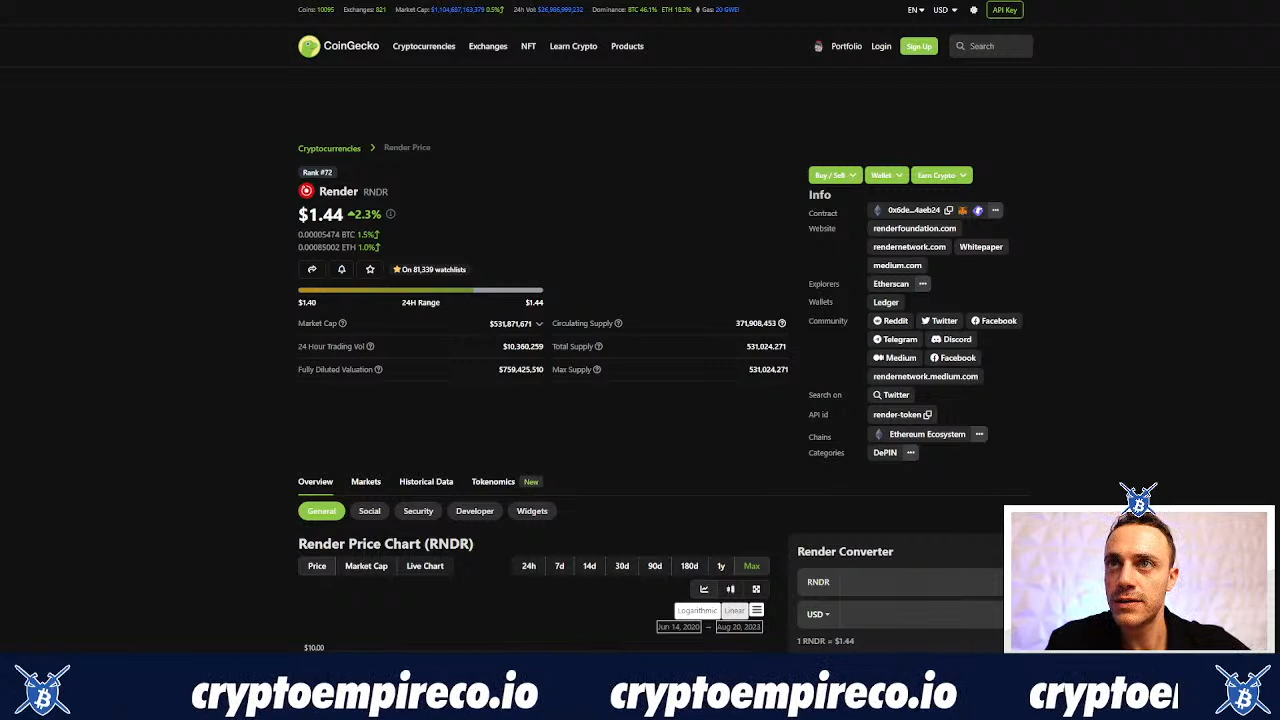 Coins: 10095 Exchanges: 821 Market Cap: $1,104,687,163,379 0.5% 24h Vol: $26,986,999,232 Dominance: BTC 46.1% ETH 18.3% Gas: 20 GWEI EN USD API Key
CoinGecko Cryptocurrencies Exchanges NFT Learn Crypto Products Portfolio Login Sign Up Search
Cryptocurrencies Render Price
Rank #72
Render RNDR
$1.44 2.3%
0.00005474 BTC 1.5%
0.00085002 ETH 1.0%
On 81,339 watchlists
$1.40 24H Range $1.44
Market Cap $531,871,671
24 Hour Trading Vol $10,360,259
Fully Diluted Valuation $759,425,510
Circulating Supply 371,908,453
Total Supply 531,024,271
Max Supply 531,024,271
Buy / Sell Wallet Earn Crypto
Info
Contract 0x6de...4aeb24
Website renderfoundation.com
rendernetwork.com Whitepaper
medium.com
Explorers Etherscan
Wallets Ledger
Community Reddit Twitter Facebook
Telegram Discord
Medium Facebook
rendernetwork.medium.com
Search on Twitter
API id render-token
Chains Ethereum Ecosystem
Categories DePIN
Overview Markets Historical Data Tokenomics New
General Social Security Developer Widgets
Render Price Chart (RNDR)
Price Market Cap Live Chart 24h 7d 14d 30d 90d 180d 1y Max
Logarithmic Linear
Jun 14, 2020 → Aug 20, 2023
$10.00
Render Converter
RNDR
USD
1 RNDR = $1.44
cryptoempireco.io cryptoempireco.io cryptoe